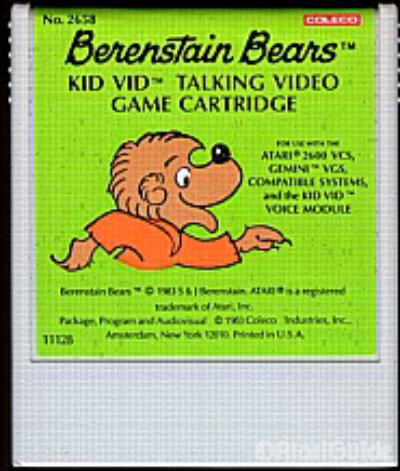 No. 2658
COLECO
Berenstain Bears™
KID VID™ TALKING VIDEO
GAME CARTRIDGE
FOR USE WITH THE
ATARI® 2600 VCS,
GEMINI™ VGS,
COMPATIBLE SYSTEMS,
and the KID VID™
VOICE MODULE
Berenstain Bears™ © 1983 S & J Berenstain. ATARI® is a registered
trademark of Atari, Inc.
Package, Program and Audiovisual © 1983 Coleco Industries, Inc.,
Amsterdam, New York 12010. Printed in U.S.A.
11128
©AtariGuide